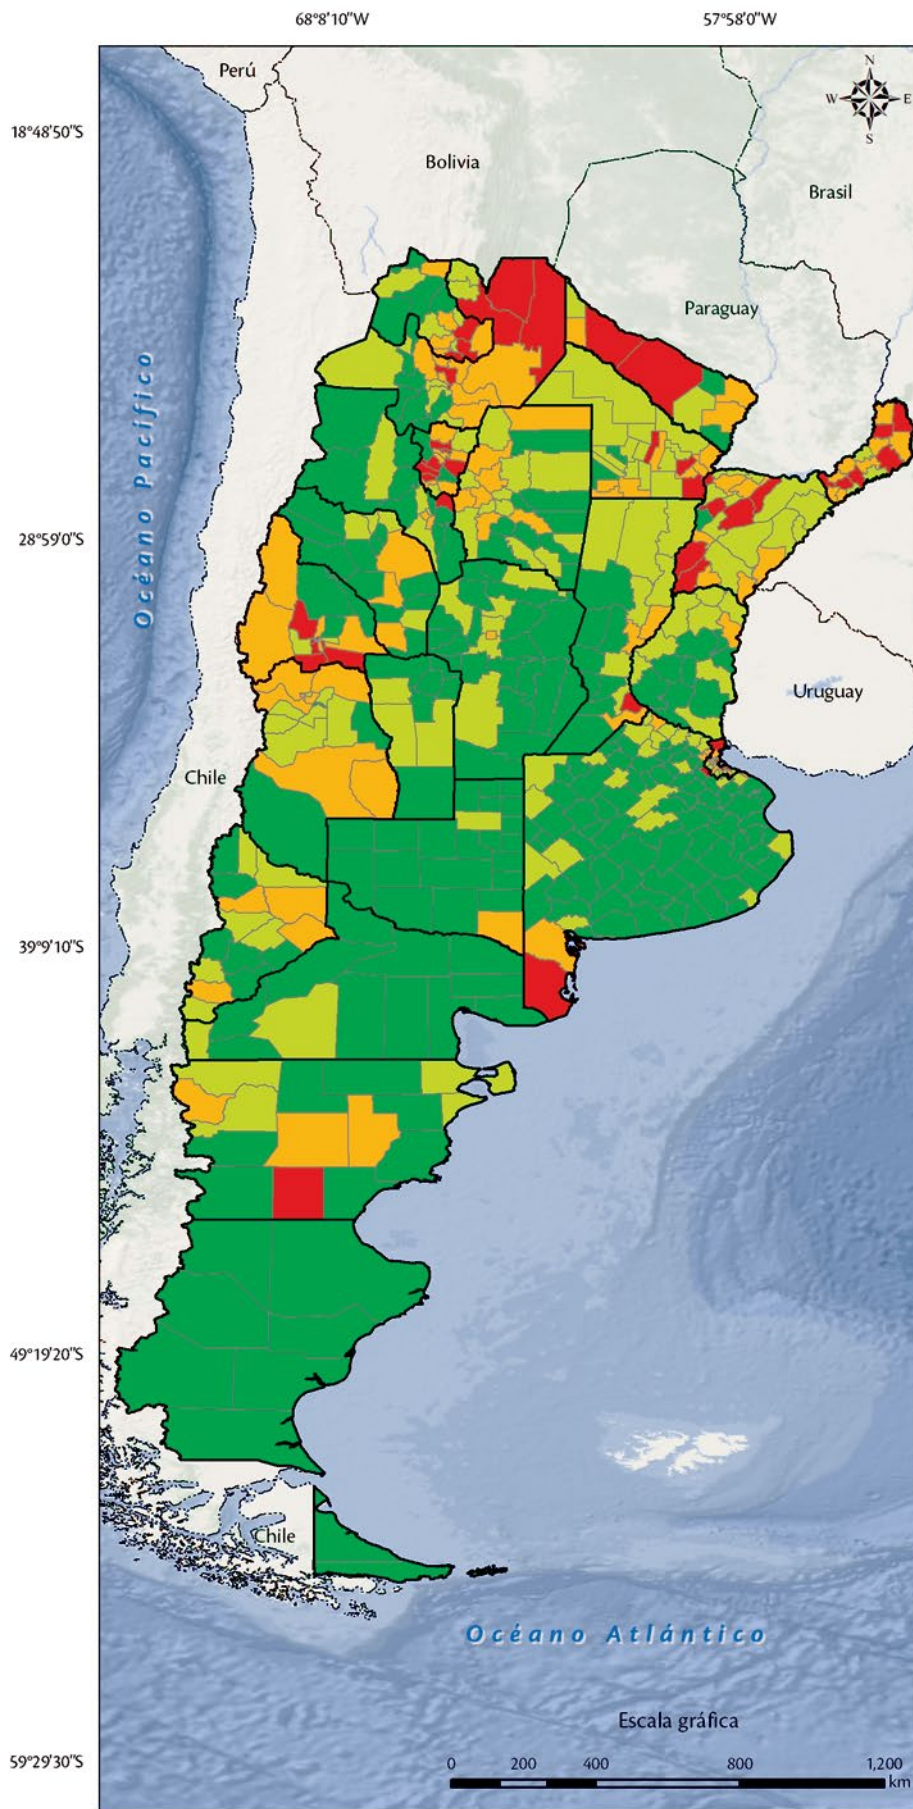 68°8'10"W
57°58'0"W
Perú
N
W
E
S
18°48'50"S
Bolivia
Brasil
Paraguay
Océano Pacífico
28°59'0"S
Uruguay
Chile
39°9'10"S
49°19'20"S
Chile
Océano Atlántico
Escala gráfica
59°29'30"S
0 200 400 800 1,200
km